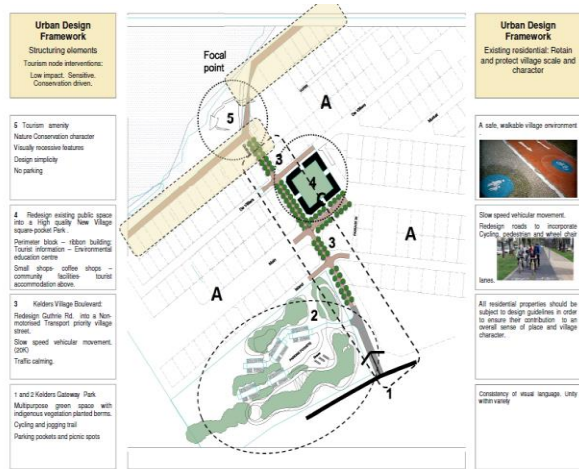 Urban Design
Framework
Structuring elements
Tourism node interventions:
Low impact. Sensitive.
Conservation driven.
5 Tourism amenity
Nature Conservation character
Visually recessive features
Design simplicity
No parking
4 Redesign existing public space
into a High quality New Village
square-pocket Park.
Perimeter block – ribbon building:
Tourist information – Environmental
education centre
Small shops- coffee shops –
community facilities- tourist
accommodation above.
3 Kelders Village Boulevard:
Redesign Guthrie Rd. into a Non-
motorised Transport priority village
street.
Slow speed vehicular movement.
(20K)
Traffic calming.
1 and 2 Kelders Gateway Park
Multipurpose green space with
indigenous vegetation planted berms.
Cycling and jogging trail
Parking pockets and picnic spots
Focal
point
5
A
3
4
A
3
A
2
1
De Villiers
De Villiers
Main
Urban Design
Framework
Existing residential: Retain
and protect village scale and
character
A safe, walkable village environment
Slow speed vehicular movement.
Redesign roads to incorporate
Cycling, pedestrian and wheel chair
lanes.
All residential properties should be
subject to design guidelines in
order to ensure their contribution to
an overall sense of place and village
character.
Consistency of visual language. Unity
within variety